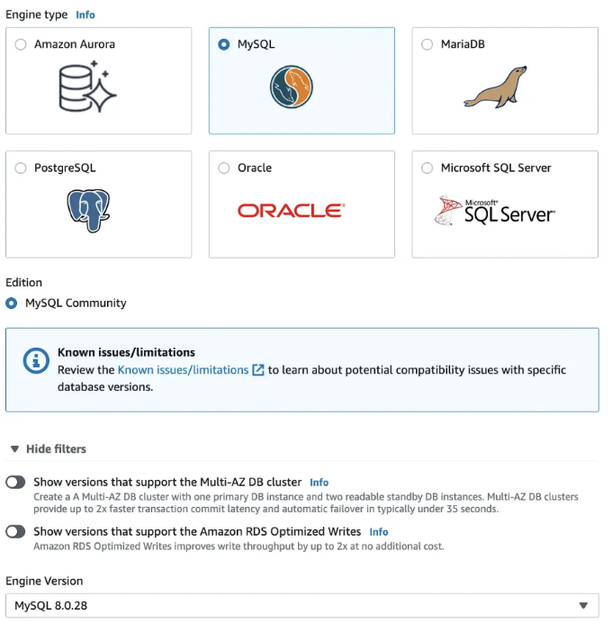 Engine type Info
Amazon Aurora
MySQL
MariaDB
PostgreSQL
Oracle
ORACLE
Microsoft SQL Server
Microsoft
SQL Server
Edition
MySQL Community
Known issues/limitations
Review the Known issues/limitations to learn about potential compatibility issues with specific
database versions.
Hide filters
Show versions that support the Multi-AZ DB cluster Info
Create a A Multi-AZ DB cluster with one primary DB instance and two readable standby DB instances. Multi-AZ DB clusters
provide up to 2x faster transaction commit latency and automatic failover in typically under 35 seconds.
Show versions that support the Amazon RDS Optimized Writes Info
Amazon RDS Optimized Writes improves write throughput by up to 2x at no additional cost.
Engine Version
MySQL 8.0.28